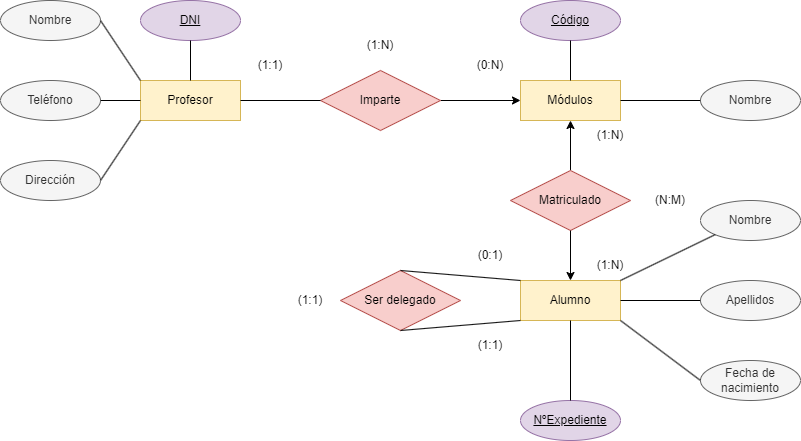 Nombre
DNI
Código
(1:N)
(1:1)
(0:N)
Teléfono
Profesor
Imparte
Módulos
Nombre
(1:N)
Dirección
Matriculado
(N:M)
Nombre
(0:1)
(1:N)
(1:1)
Ser delegado
Alumno
Apellidos
(1:1)
Fecha de
nacimiento
NºExpediente